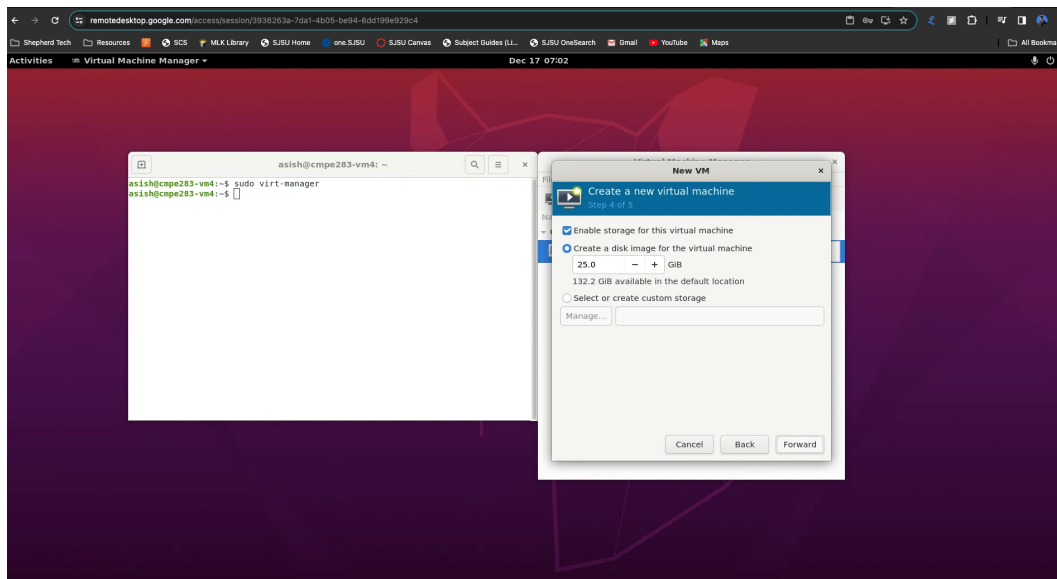 remotedesktop.google.com/access/session/3936263a-7da1-4b05-be94-6dd199e929c4
Shepherd Tech Resources SCS MLK Library SJSU Home one.SJSU SJSU Canvas Subject Guides (Li... SJSU OneSearch Gmail YouTube Maps All Bookma
Activities Virtual Machine Manager Dec 17 07:02
asish@cmpe283-vm4: ~
asish@cmpe283-vm4:~$ sudo virt-manager
asish@cmpe283-vm4:~$
New VM
Create a new virtual machine
Step 4 of 5
Enable storage for this virtual machine
Create a disk image for the virtual machine
25.0 − + GiB
132.2 GiB available in the default location
Select or create custom storage
Manage...
Cancel Back Forward